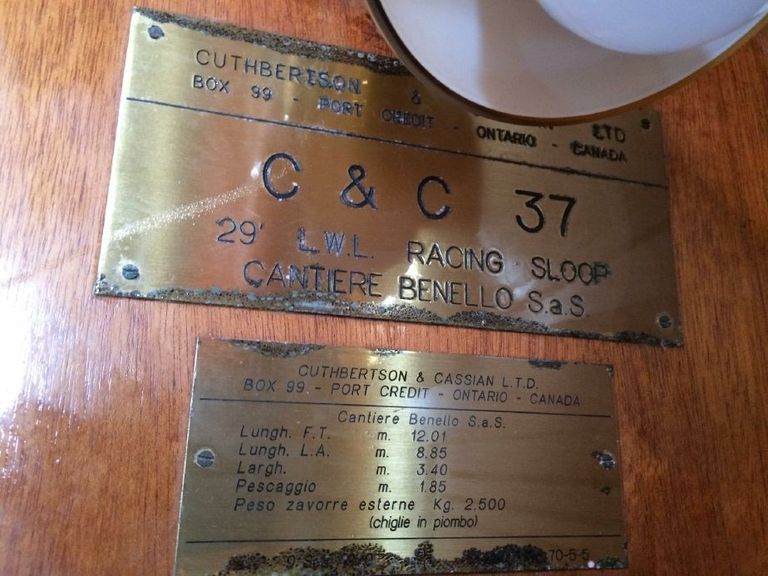 CUTHBERTSON & LTD
BOX 99 - PORT CREDIT - ONTARIO - CANADA
C & C 37
29' L.W.L. RACING SLOOP
CANTIERE BENELLO S.a.S
CUTHBERTSON & CASSIAN L.T.D.
BOX 99. - PORT CREDIT - ONTARIO - CANADA
Cantiere Benello S.a.S.
Lungh. F.T. m. 12.01
Lungh. L.A. m. 8.85
Largh. m. 3.40
Pescaggio m. 1.85
Peso zavorre esterne Kg. 2.500
(chiglie in piombo)
70-5-5